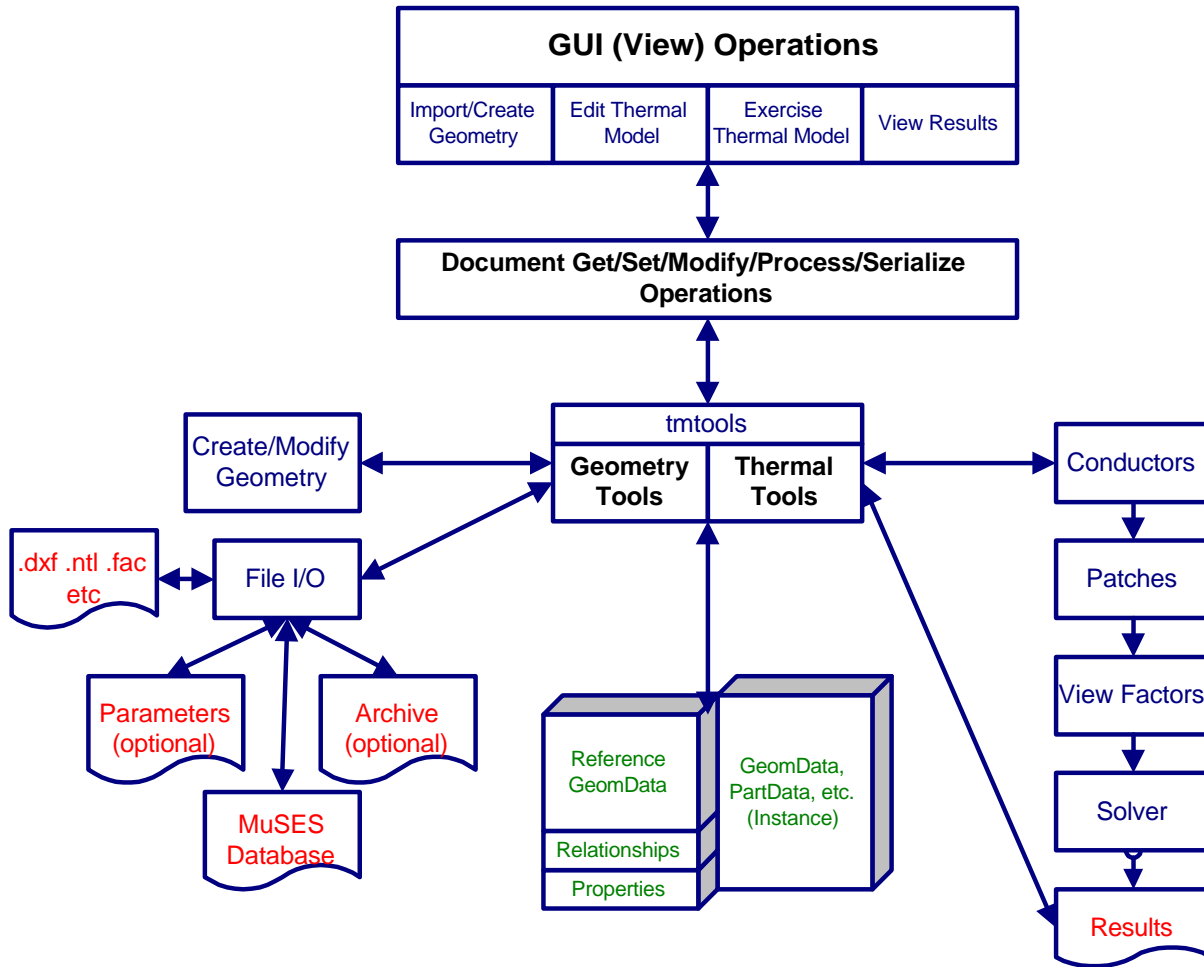 GUI (View) Operations
Import/Create
Geometry
Edit Thermal
Model
Exercise
Thermal Model
View Results
Document Get/Set/Modify/Process/Serialize
Operations
tmtools
Geometry
Tools
Thermal
Tools
Create/Modify
Geometry
Conductors
.dxf .ntl .fac
etc
File I/O
Patches
Parameters
(optional)
Archive
(optional)
View Factors
MuSES
Database
Reference
GeomData
Relationships
Properties
GeomData,
PartData, etc.
(Instance)
Solver
Results